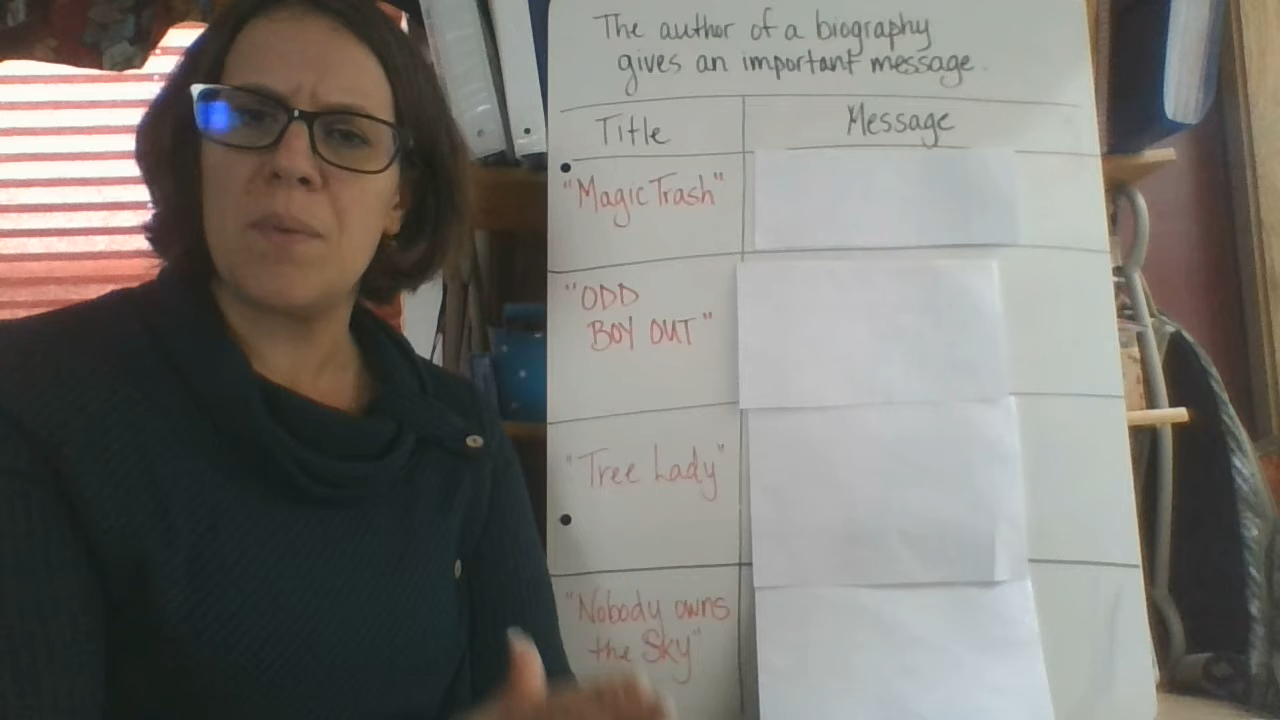 The author of a biography
gives an important message.
Title
Message
"Magic Trash"
"ODD
BOY OUT"
"Tree Lady"
"Nobody owns
the Sky"